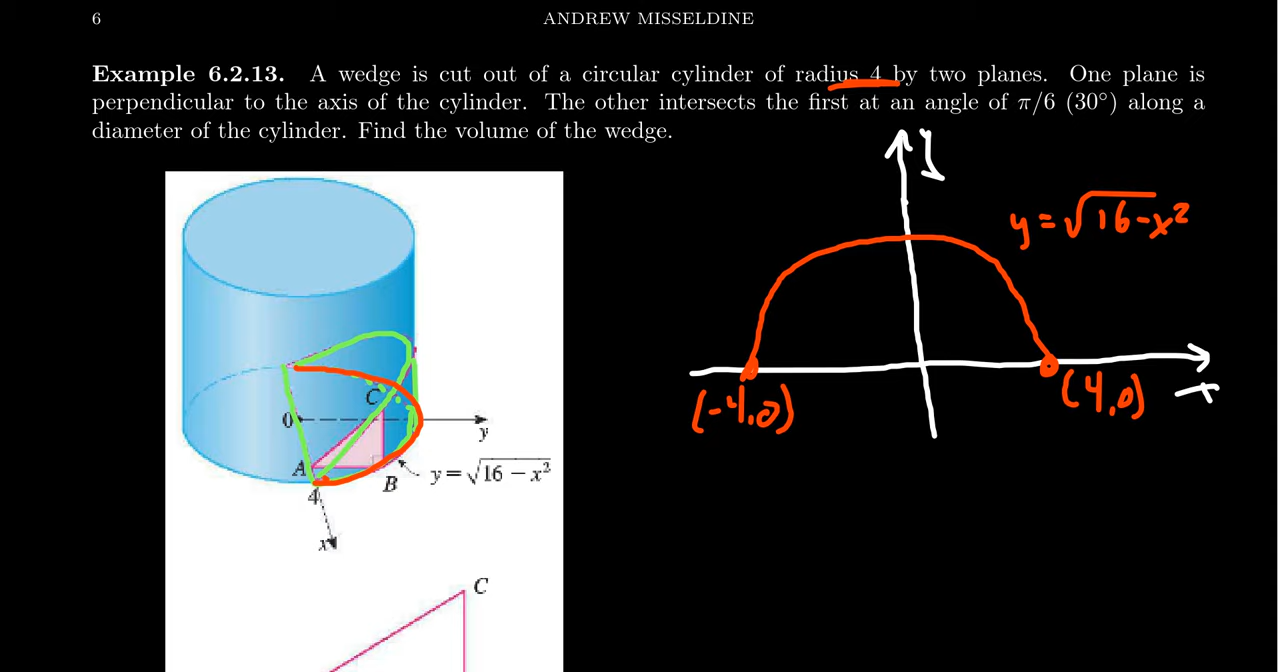 6
ANDREW MISSELDINE
Example 6.2.13. A wedge is cut out of a circular cylinder of radius 4 by two planes. One plane is
perpendicular to the axis of the cylinder. The other intersects the first at an angle of π/6 (30°) along a
diameter of the cylinder. Find the volume of the wedge.
y
y = √16 - x²
C
0
y
A
(-4,0)
(4,0)
x
B
y = √16 − x²
4
x
C